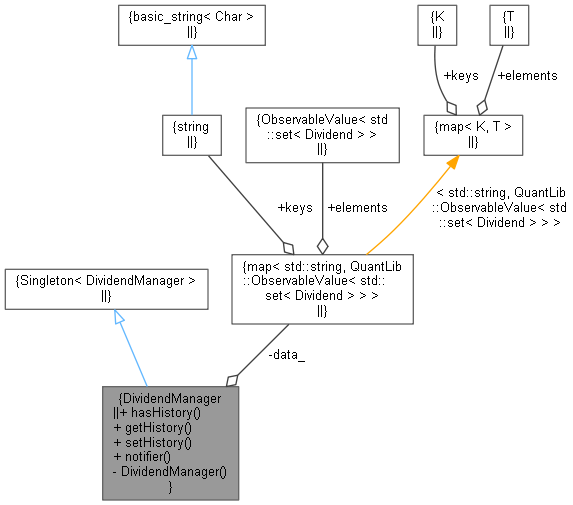 {basic_string< Char >
||}
{K
||}
{T
||}
+keys
+elements
{string
||}
{ObservableValue< std
::set< Dividend > >
||}
{map< K, T >
||}
+keys
+elements
< std::string, QuantLib
::ObservableValue< std
::set< Dividend > > >
{Singleton< DividendManager >
||}
{map< std::string, QuantLib
::ObservableValue< std::
set< Dividend > > >
||}
-data_
{DividendManager
||+ hasHistory()
+ getHistory()
+ setHistory()
+ notifier()
- DividendManager()
}